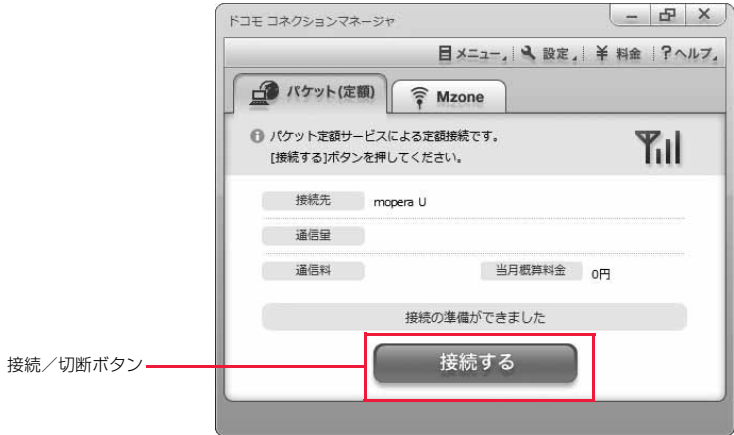 ドコモ コネクションマネージャ
メニュー 設定 ¥ 料金 ?ヘルプ
パケット(定額) Mzone
パケット定額サービスによる定額接続です。
[接続する]ボタンを押してください。
接続先 mopera U
通信量
通信料 当月概算料金 0円
接続の準備ができました
接続/切断ボタン 接続する